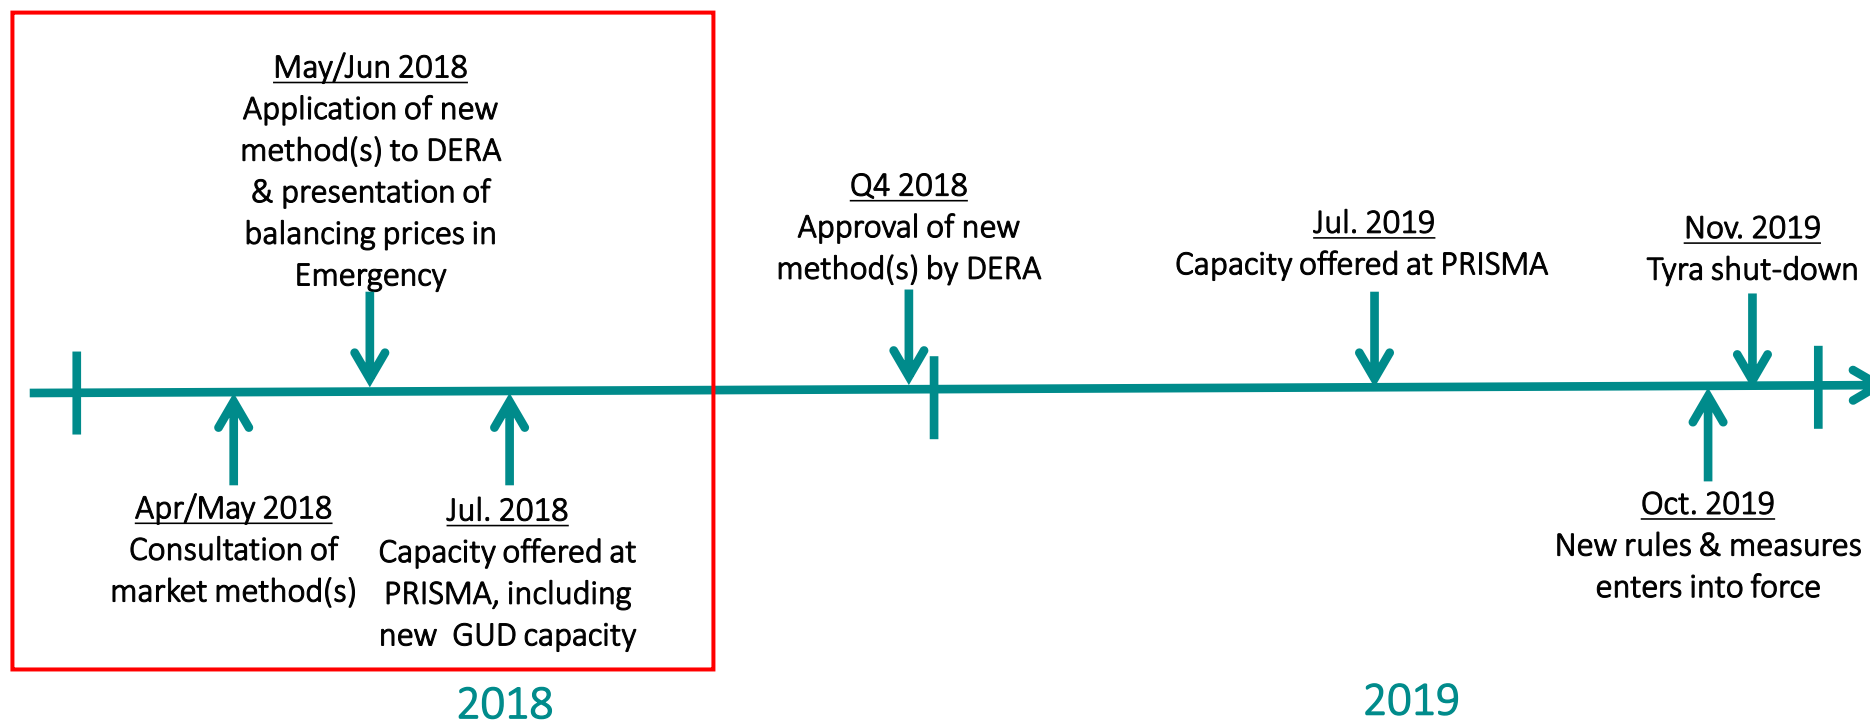 May/Jun 2018
Application of new
method(s) to DERA
& presentation of
balancing prices in
Emergency
Q4 2018
Approval of new
method(s) by DERA
Jul. 2019
Capacity offered at PRISMA
Nov. 2019
Tyra shut-down
Apr/May 2018
Consultation of
market method(s)
Jul. 2018
Capacity offered at
PRISMA, including
new GUD capacity
Oct. 2019
New rules & measures
enters into force
2018
2019